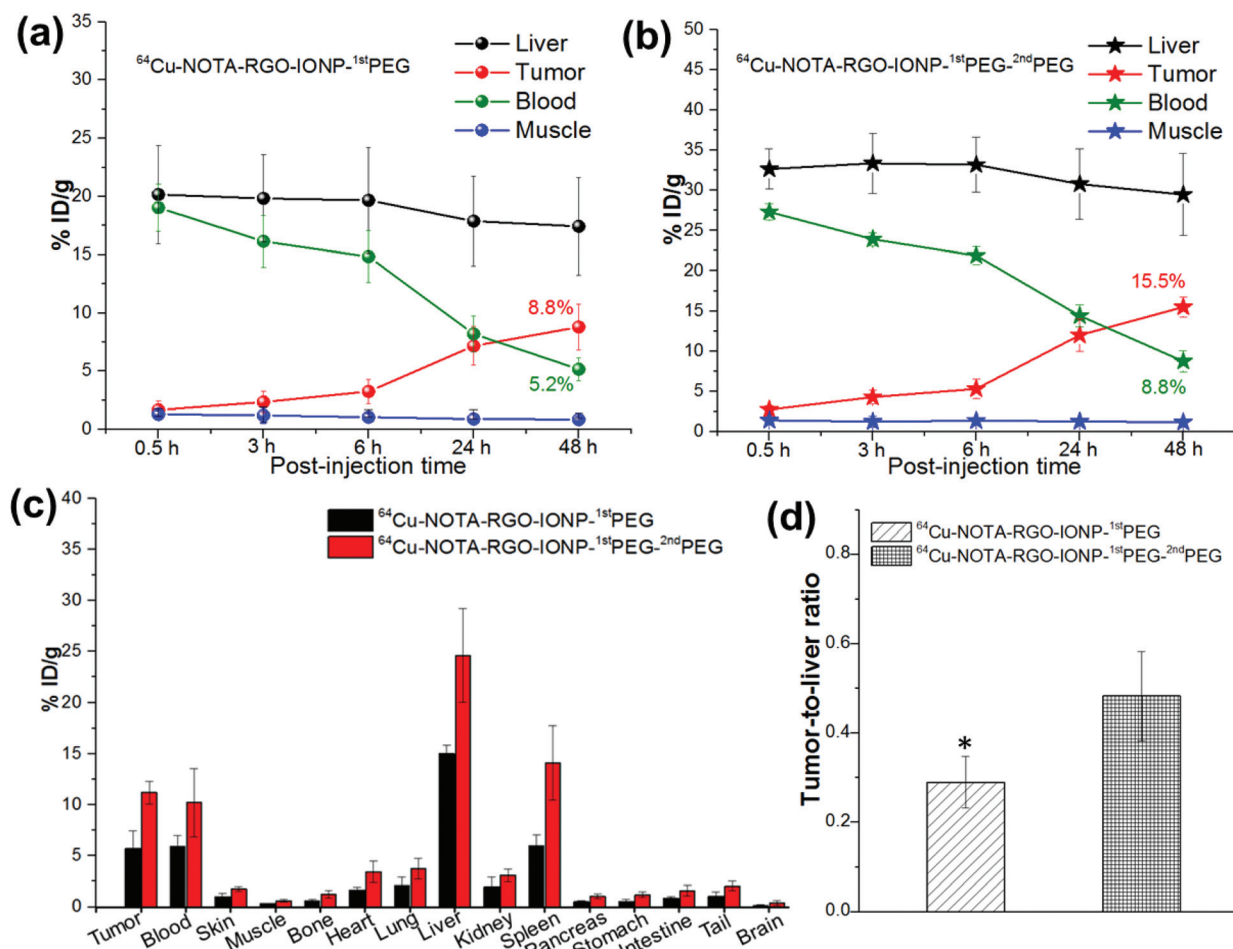 (a)
⁶⁴Cu-NOTA-RGO-IONP-¹ˢᵗPEG
Liver
Tumor
Blood
Muscle
% ID/g
35
30
25
20
15
10
5
0
8.8%
5.2%
0.5 h 3 h 6 h 24 h 48 h
Post-injection time
(b)
⁶⁴Cu-NOTA-RGO-IONP-¹ˢᵗPEG-²ⁿᵈPEG
Liver
Tumor
Blood
Muscle
% ID/g
50
45
40
35
30
25
20
15
10
5
0
15.5%
8.8%
0.5 h 3 h 6 h 24 h 48 h
Post-injection time
(c)
⁶⁴Cu-NOTA-RGO-IONP-¹ˢᵗPEG
⁶⁴Cu-NOTA-RGO-IONP-¹ˢᵗPEG-²ⁿᵈPEG
% ID/g
40
35
30
25
20
15
10
5
0
Tumor Blood Skin Muscle Bone Heart Lung Liver Kidney Spleen Pancreas Stomach Intestine Tail Brain
(d)
⁶⁴Cu-NOTA-RGO-IONP-¹ˢᵗPEG
⁶⁴Cu-NOTA-RGO-IONP-¹ˢᵗPEG-²ⁿᵈPEG
Tumor-to-liver ratio
0.8
0.6
0.4
0.2
0.0
*